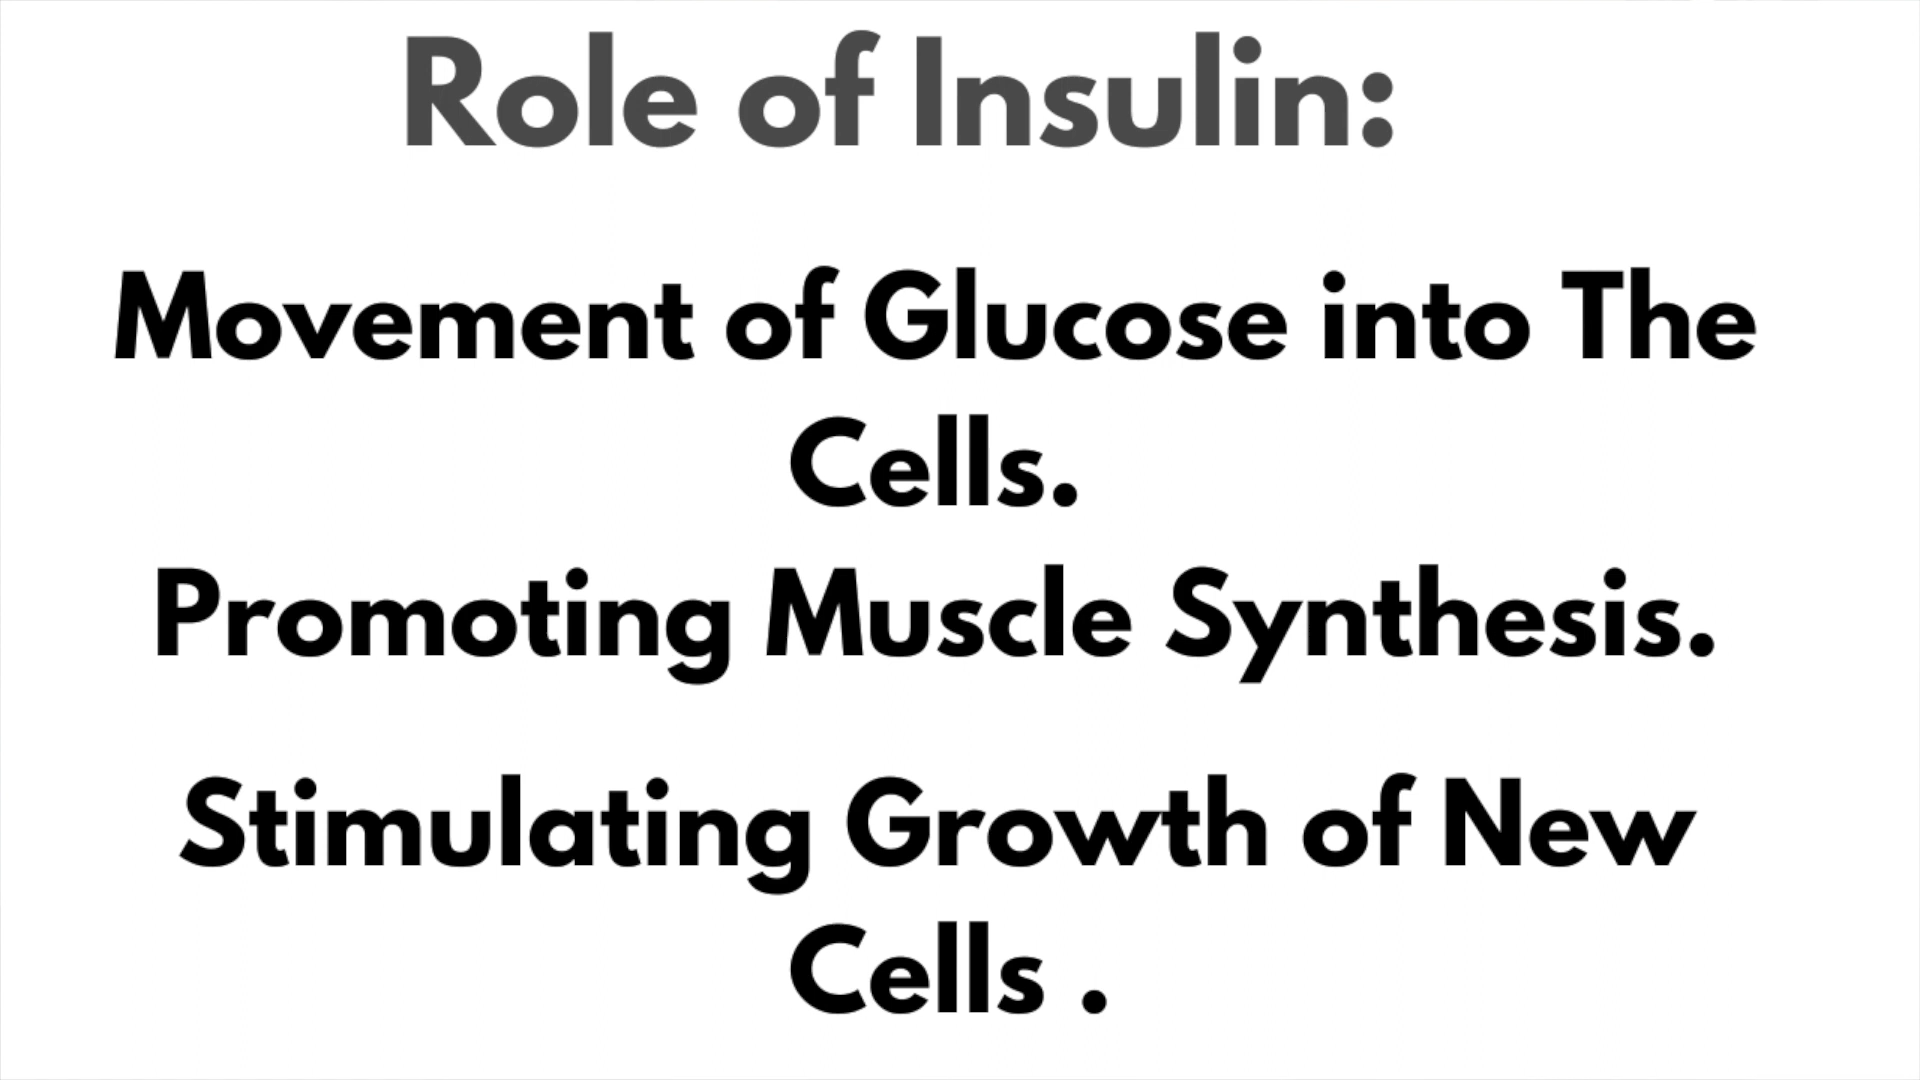 Role of Insulin:
Movement of Glucose into The
Cells.
Promoting Muscle Synthesis.
Stimulating Growth of New
Cells .